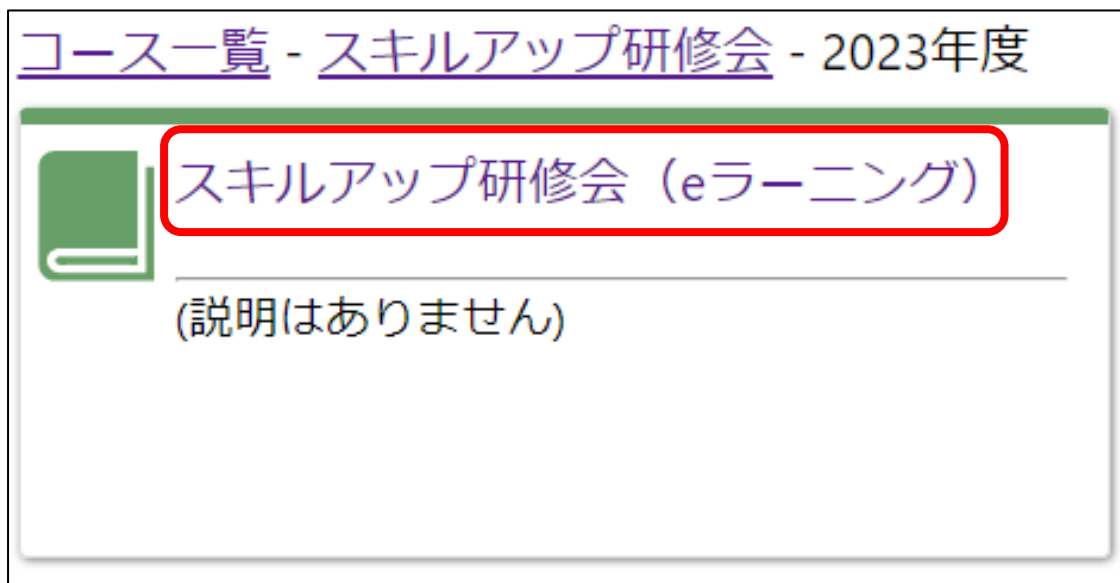 コース一覧 - スキルアップ研修会 - 2023年度
スキルアップ研修会（eラーニング）
(説明はありません)